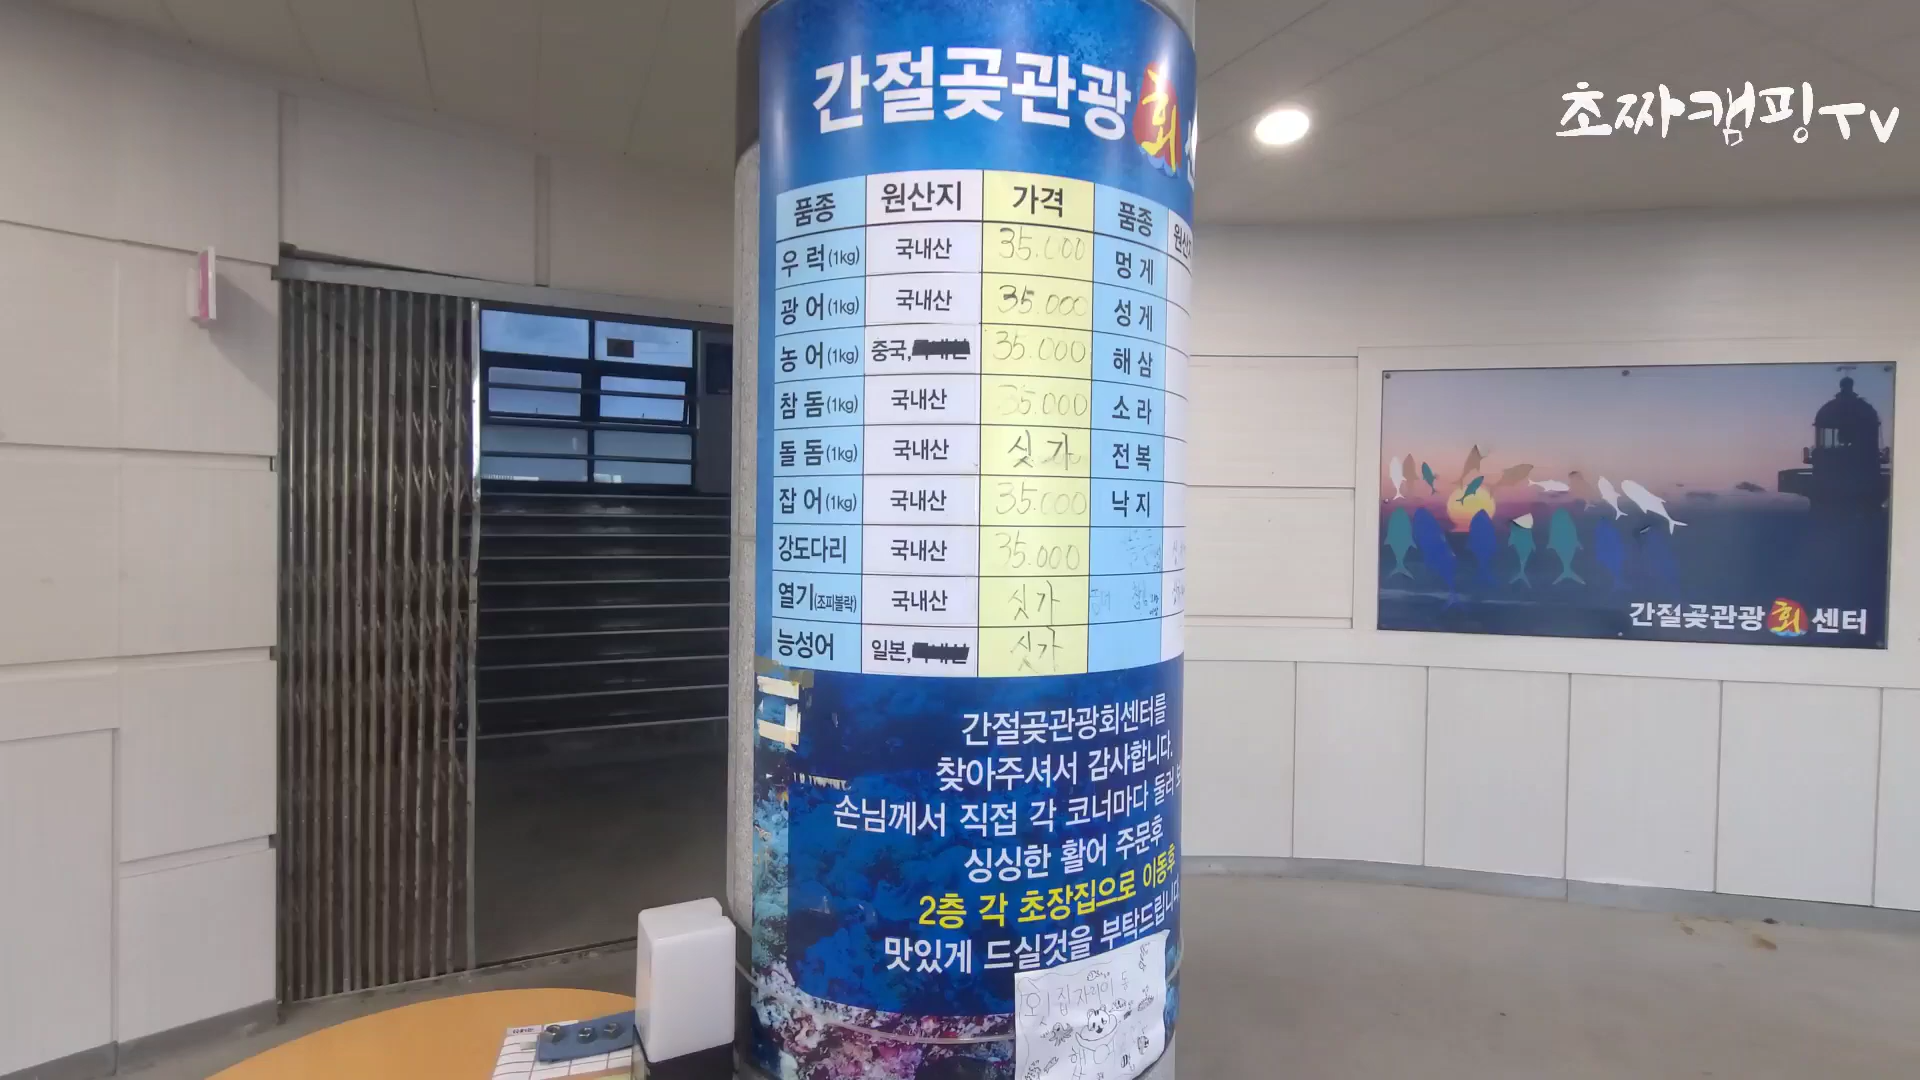 초짜캠핑TV
간절곶관광회
품종 원산지 가격 품종
우럭(1kg) 국내산 35.000 멍게
광어(1kg) 국내산 35.000 성게
농어(1kg) 중국, 35.000 해삼
참돔(1kg) 국내산 35.000 소라
돌돔(1kg) 국내산 싯가 전복
잡어(1kg) 국내산 35.000 낙지
강도다리 국내산 35.000
열기(조피볼락) 국내산 싯가
능성어 일본, 싯가
간절곶관광회센터를
찾아주셔서 감사합니다.
손님께서 직접 각 코너마다 둘러
싱싱한 활어 주문후
2층 각 초장집으로 이동후
맛있게 드실것을 부탁드립니다
간절곶관광회센터